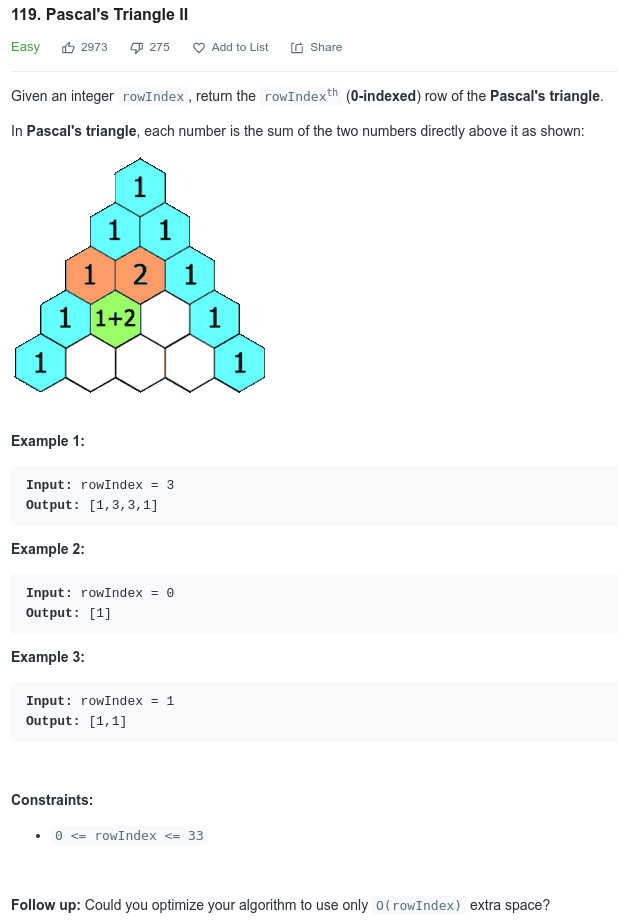 119. Pascal's Triangle II
Easy 2973 275 Add to List Share
Given an integer rowIndex , return the rowIndexth (0-indexed) row of the Pascal's triangle.
In Pascal's triangle, each number is the sum of the two numbers directly above it as shown:
1
1 1
1 2 1
1 1+2 1
1 1
Example 1:
Input: rowIndex = 3
Output: [1,3,3,1]
Example 2:
Input: rowIndex = 0
Output: [1]
Example 3:
Input: rowIndex = 1
Output: [1,1]
Constraints:
• 0 <= rowIndex <= 33
Follow up: Could you optimize your algorithm to use only O(rowIndex) extra space?